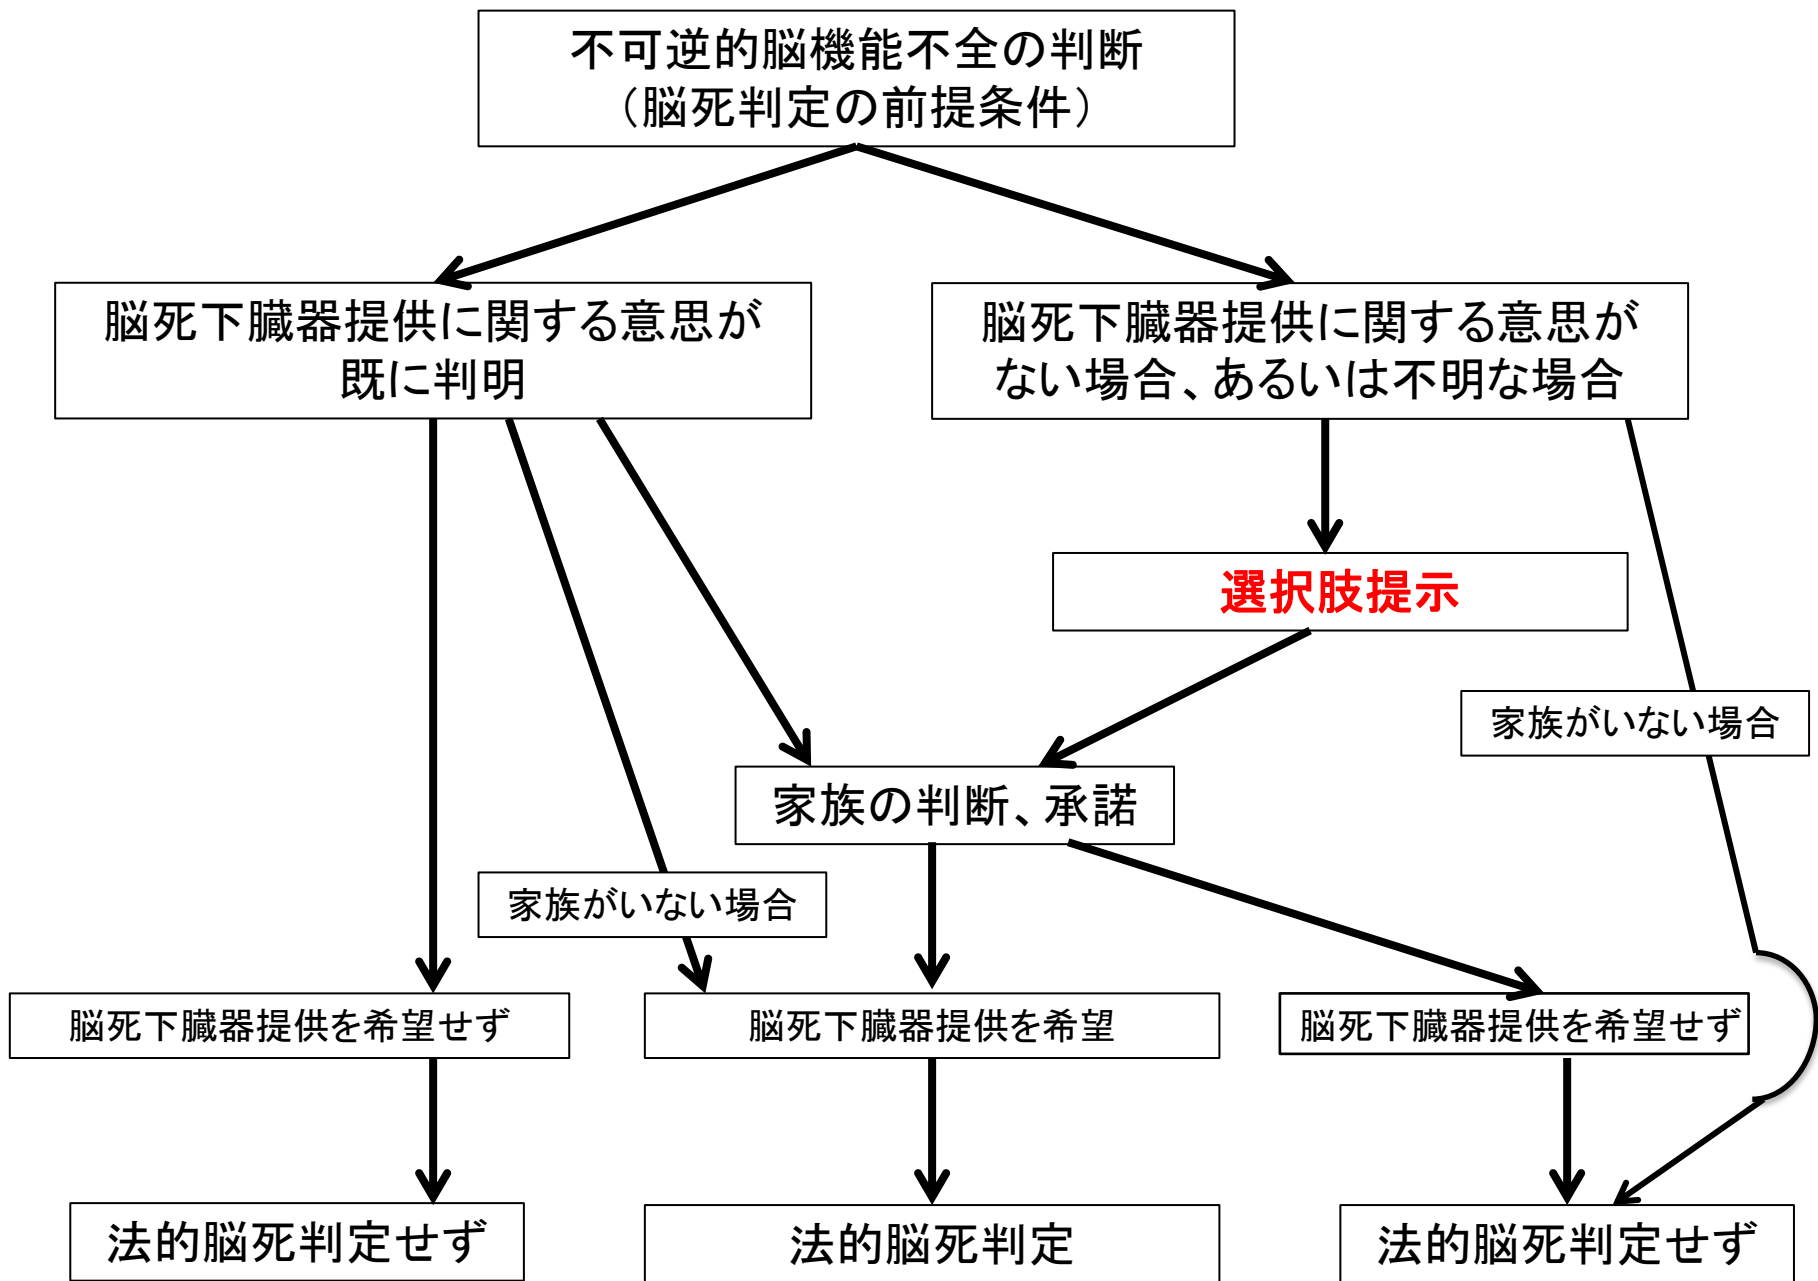 不可逆的脳機能不全の判断
（脳死判定の前提条件）
脳死下臓器提供に関する意思が
既に判明
脳死下臓器提供に関する意思が
ない場合、あるいは不明な場合
選択肢提示
家族がいない場合
家族の判断、承諾
家族がいない場合
脳死下臓器提供を希望せず
脳死下臓器提供を希望
脳死下臓器提供を希望せず
法的脳死判定せず
法的脳死判定
法的脳死判定せず